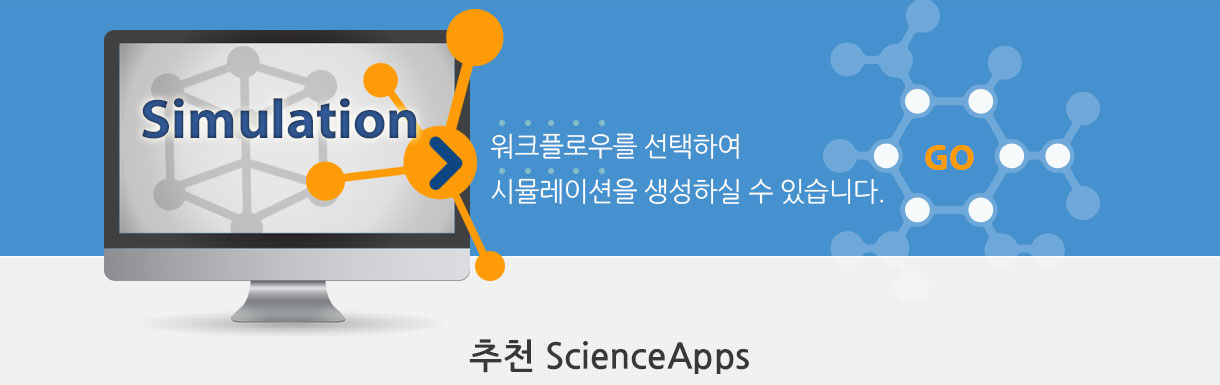 Simulation
워크플로우를 선택하여
시뮬레이션을 생성하실 수 있습니다.
GO
추천 ScienceApps